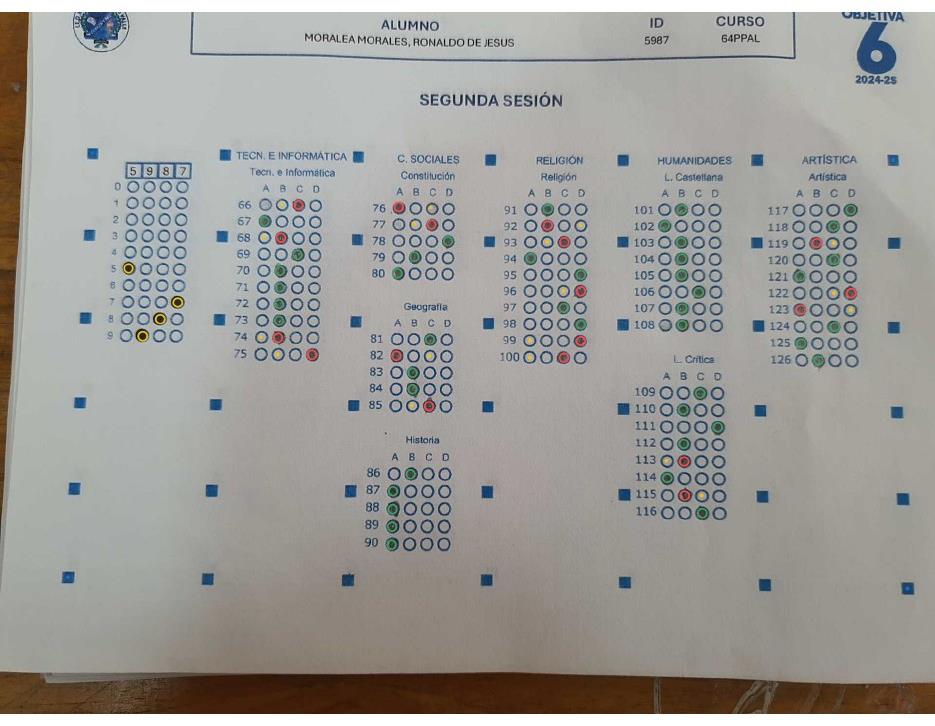 ALUMNO
ID
CURSO
MORALEA MORALES, RONALDO DE JESUS
5987
64PPAL
OBJETIVA
6
2024-2S
SEGUNDA SESIÓN
5 9 8 7
0
1
2
3
4
5
6
7
8
9
TECN. E INFORMÁTICA
Tecn. e Informática
A B C D
66
67
68
69
70
71
72
73
74
75
C. SOCIALES
Constitución
A B C D
76
77
78
79
80
Geografía
A B C D
81
82
83
84
85
Historia
A B C D
86
87
88
89
90
RELIGIÓN
Religión
A B C D
91
92
93
94
95
96
97
98
99
100
HUMANIDADES
L. Castellana
A B C D
101
102
103
104
105
106
107
108
L. Crítica
A B C D
109
110
111
112
113
114
115
116
ARTÍSTICA
Artística
A B C D
117
118
119
120
121
122
123
124
125
126